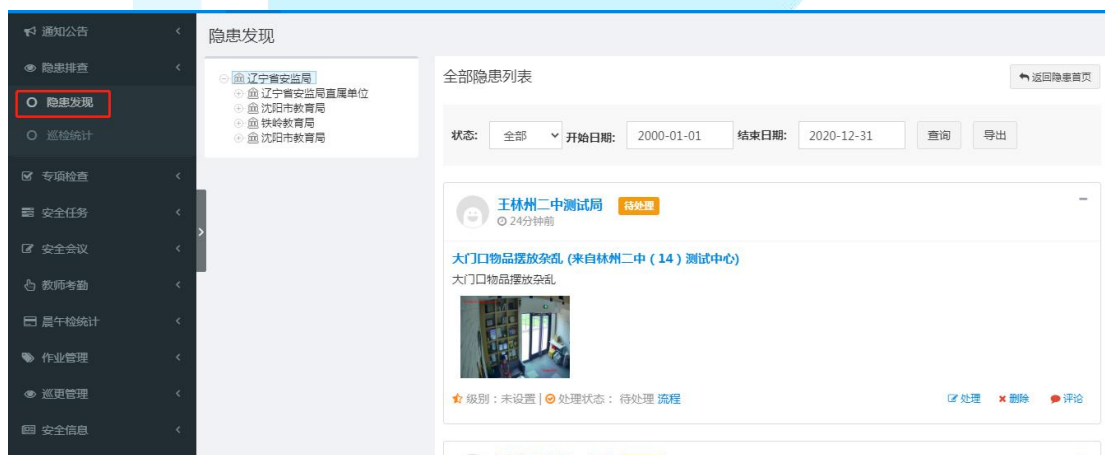 通知公告
隐患排查
隐患发现
巡检统计
专项检查
安全任务
安全会议
教师考勤
晨午检统计
作业管理
巡更管理
安全信息
隐患发现
辽宁省安监局
辽宁省安监局直属单位
沈阳市教育局
铁岭教育局
沈阳市教育局
全部隐患列表
返回隐患首页
状态: 全部 开始日期: 2000-01-01 结束日期: 2020-12-31 查询 导出
王林州二中测试局 待处理
24分钟前
大门口物品摆放杂乱 (来自林州二中（14）测试中心)
大门口物品摆放杂乱
级别：未设置 | 处理状态： 待处理 流程
处理 删除 评论